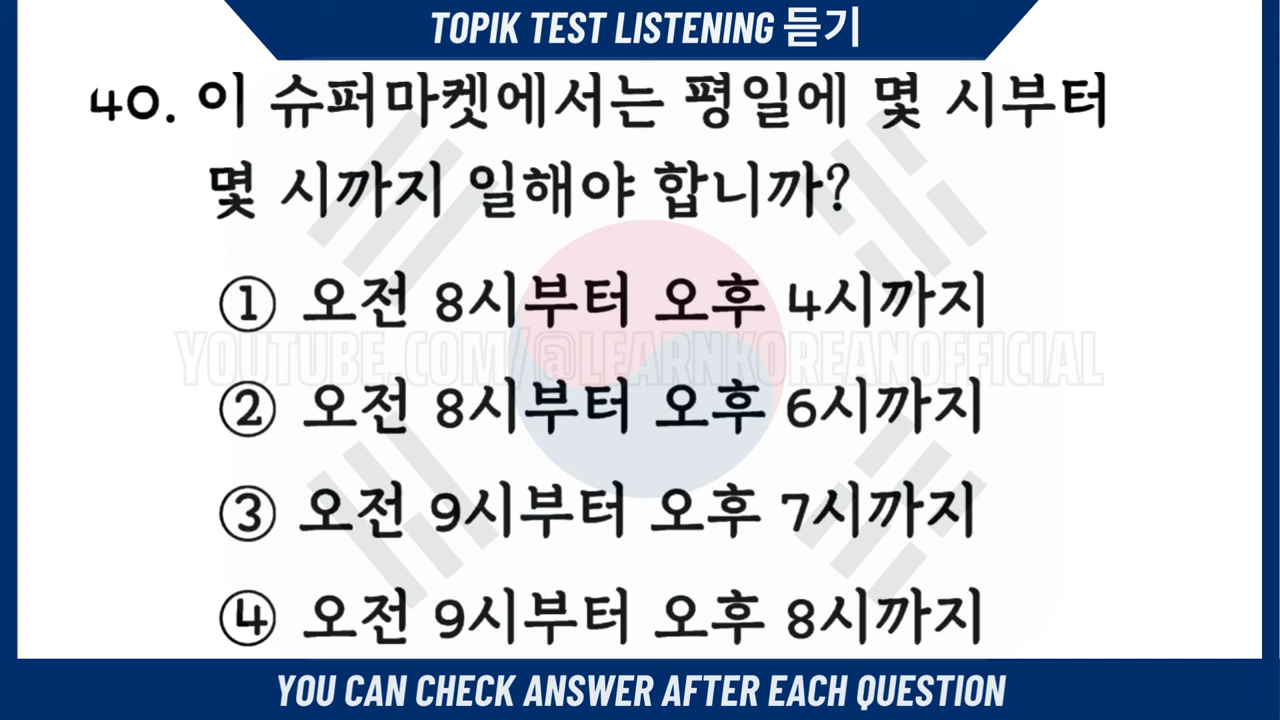 TOPIK TEST LISTENING 듣기
40. 이 슈퍼마켓에서는 평일에 몇 시부터
몇 시까지 일해야 합니까?
① 오전 8시부터 오후 4시까지
YOUTUBE.COM/@LEARNKOREANOFFICIAL
② 오전 8시부터 오후 6시까지
③ 오전 9시부터 오후 7시까지
④ 오전 9시부터 오후 8시까지
YOU CAN CHECK ANSWER AFTER EACH QUESTION